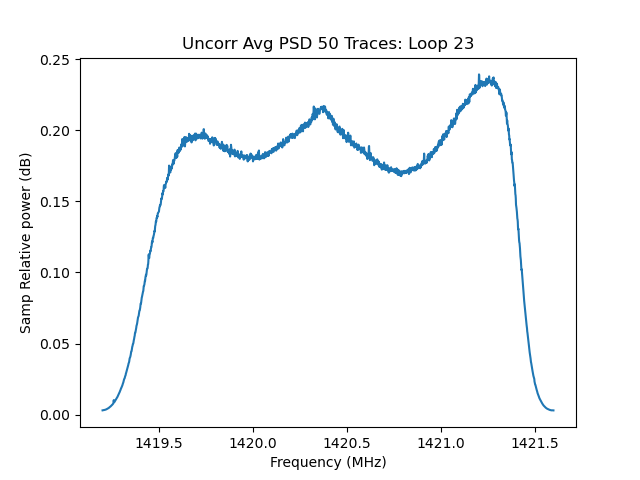 Uncorr Avg PSD 50 Traces: Loop 23
0.25
0.20
0.15
0.10
0.05
0.00
Samp Relative power (dB)
1419.5 1420.0 1420.5 1421.0 1421.5
Frequency (MHz)